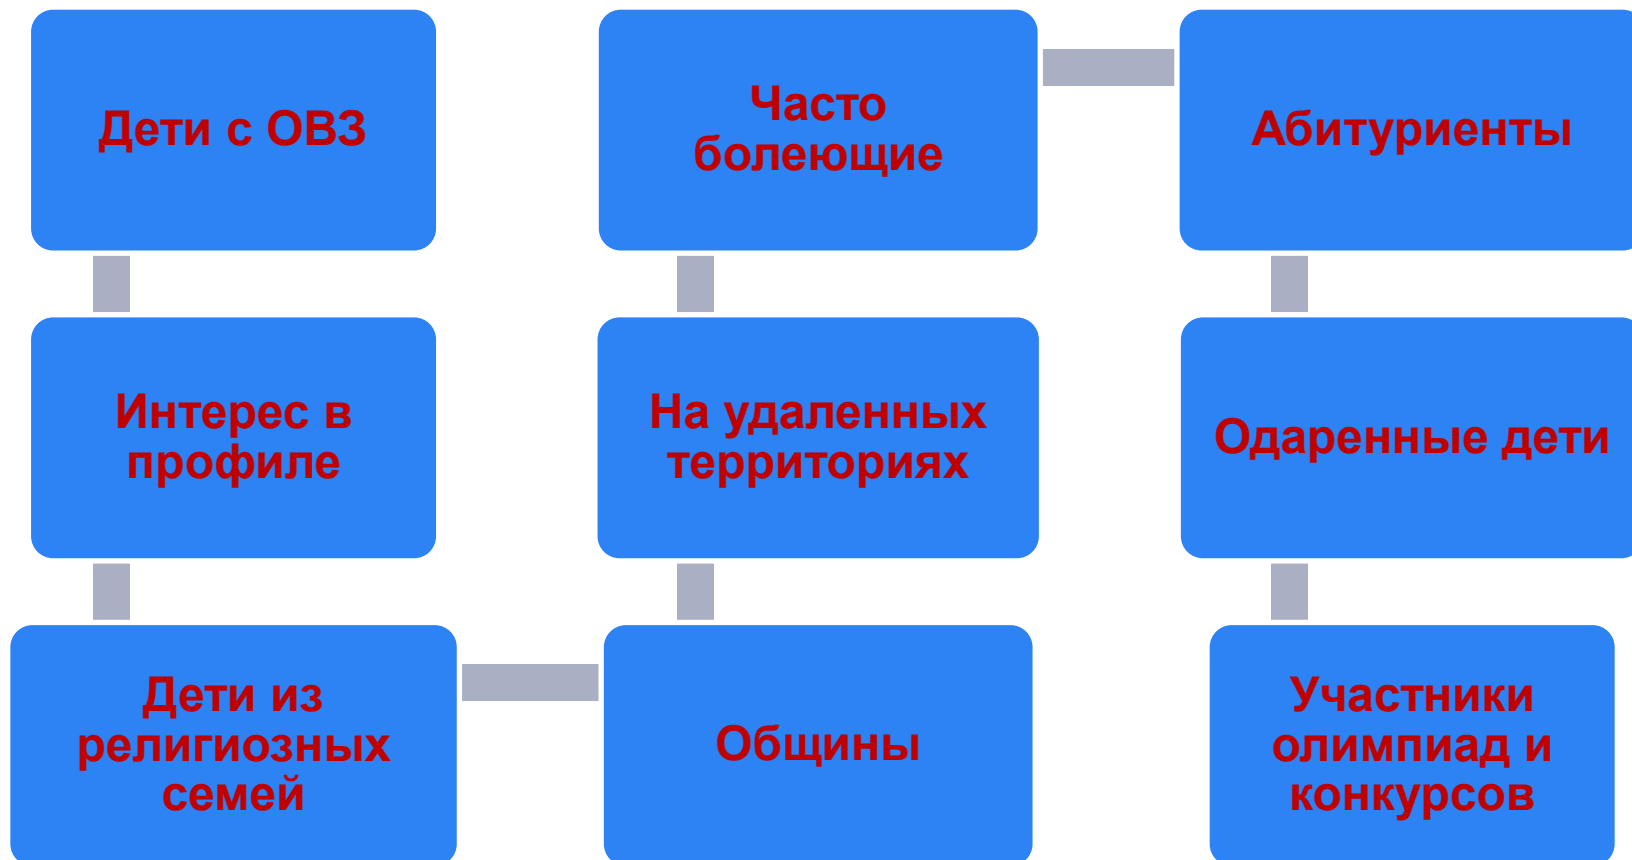 Дети с ОВЗ
Интерес в
профиле
Дети из
религиозных
семей
Общины
На удаленных
территориях
Часто
болеющие
Абитуриенты
Одаренные дети
Участники
олимпиад и
конкурсов